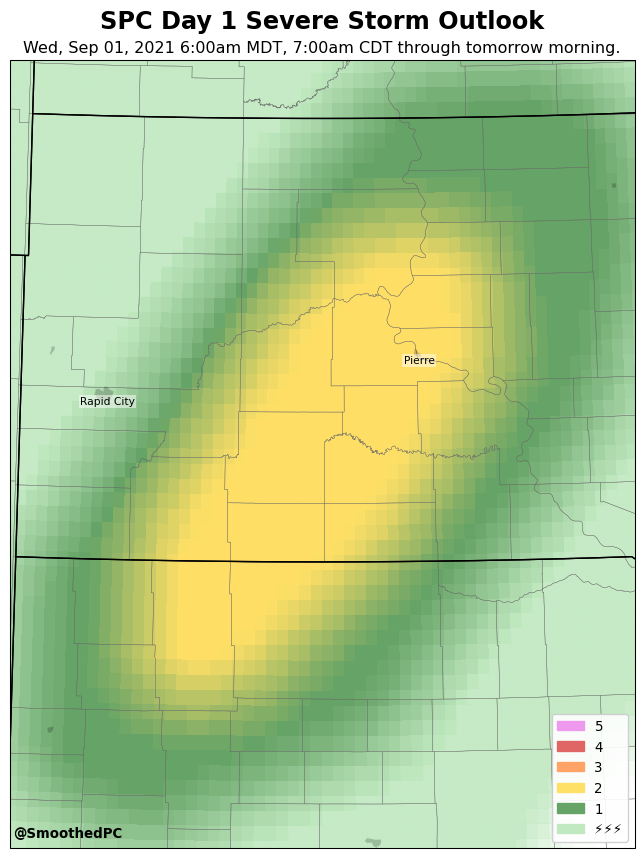 SPC Day 1 Severe Storm Outlook
Wed, Sep 01, 2021 6:00am MDT, 7:00am CDT through tomorrow morning.
Pierre
Rapid City
5
4
3
2
1
⚡⚡⚡
@SmoothedPC